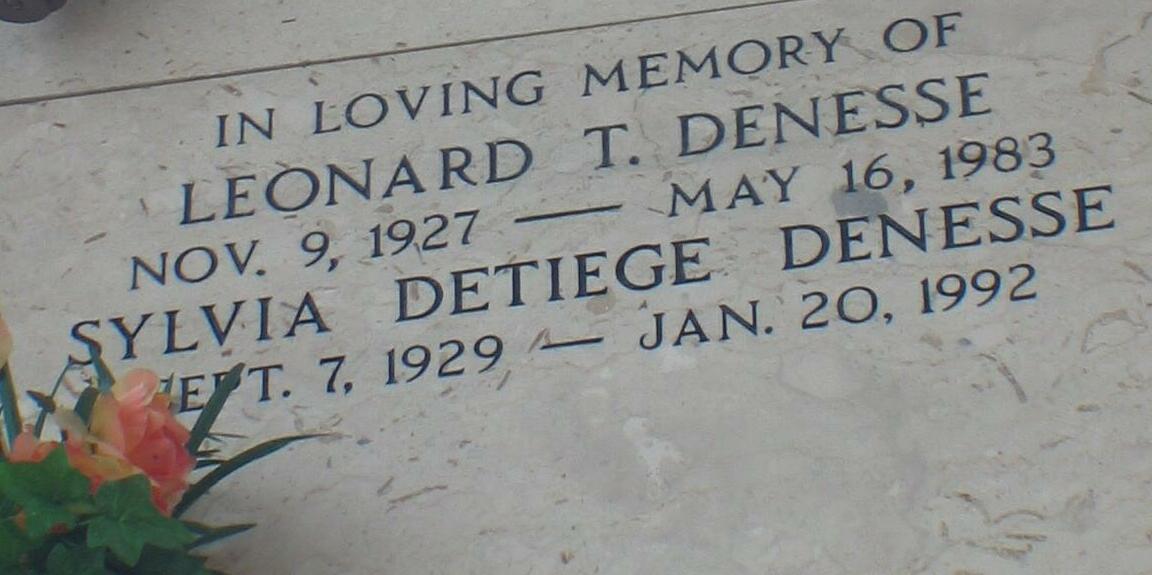 IN LOVING MEMORY OF
LEONARD T. DENESSE
NOV. 9, 1927 — MAY 16, 1983
SYLVIA DETIEGE DENESSE
SEPT. 7, 1929 — JAN. 20, 1992